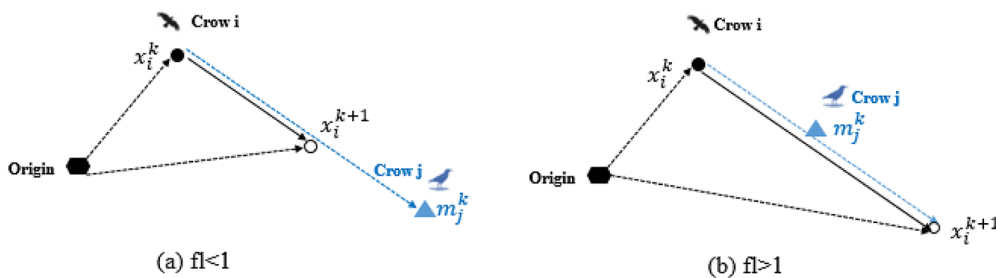 Crow i
x_i^k
x_i^{k+1}
Origin
Crow j
m_j^k
(a) fl<1
Crow i
x_i^k
Crow j
m_j^k
Origin
x_i^{k+1}
(b) fl>1